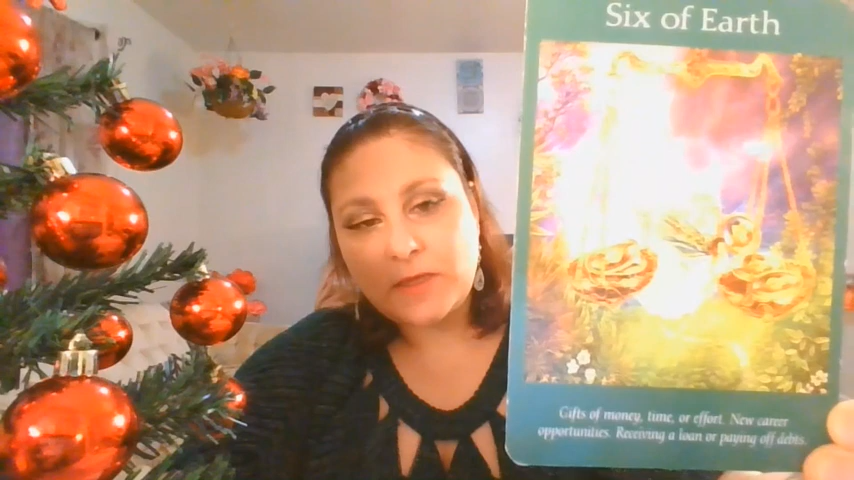 Six of Earth
Gifts of money, time, or effort. New career
opportunities. Receiving a loan or paying off debts.